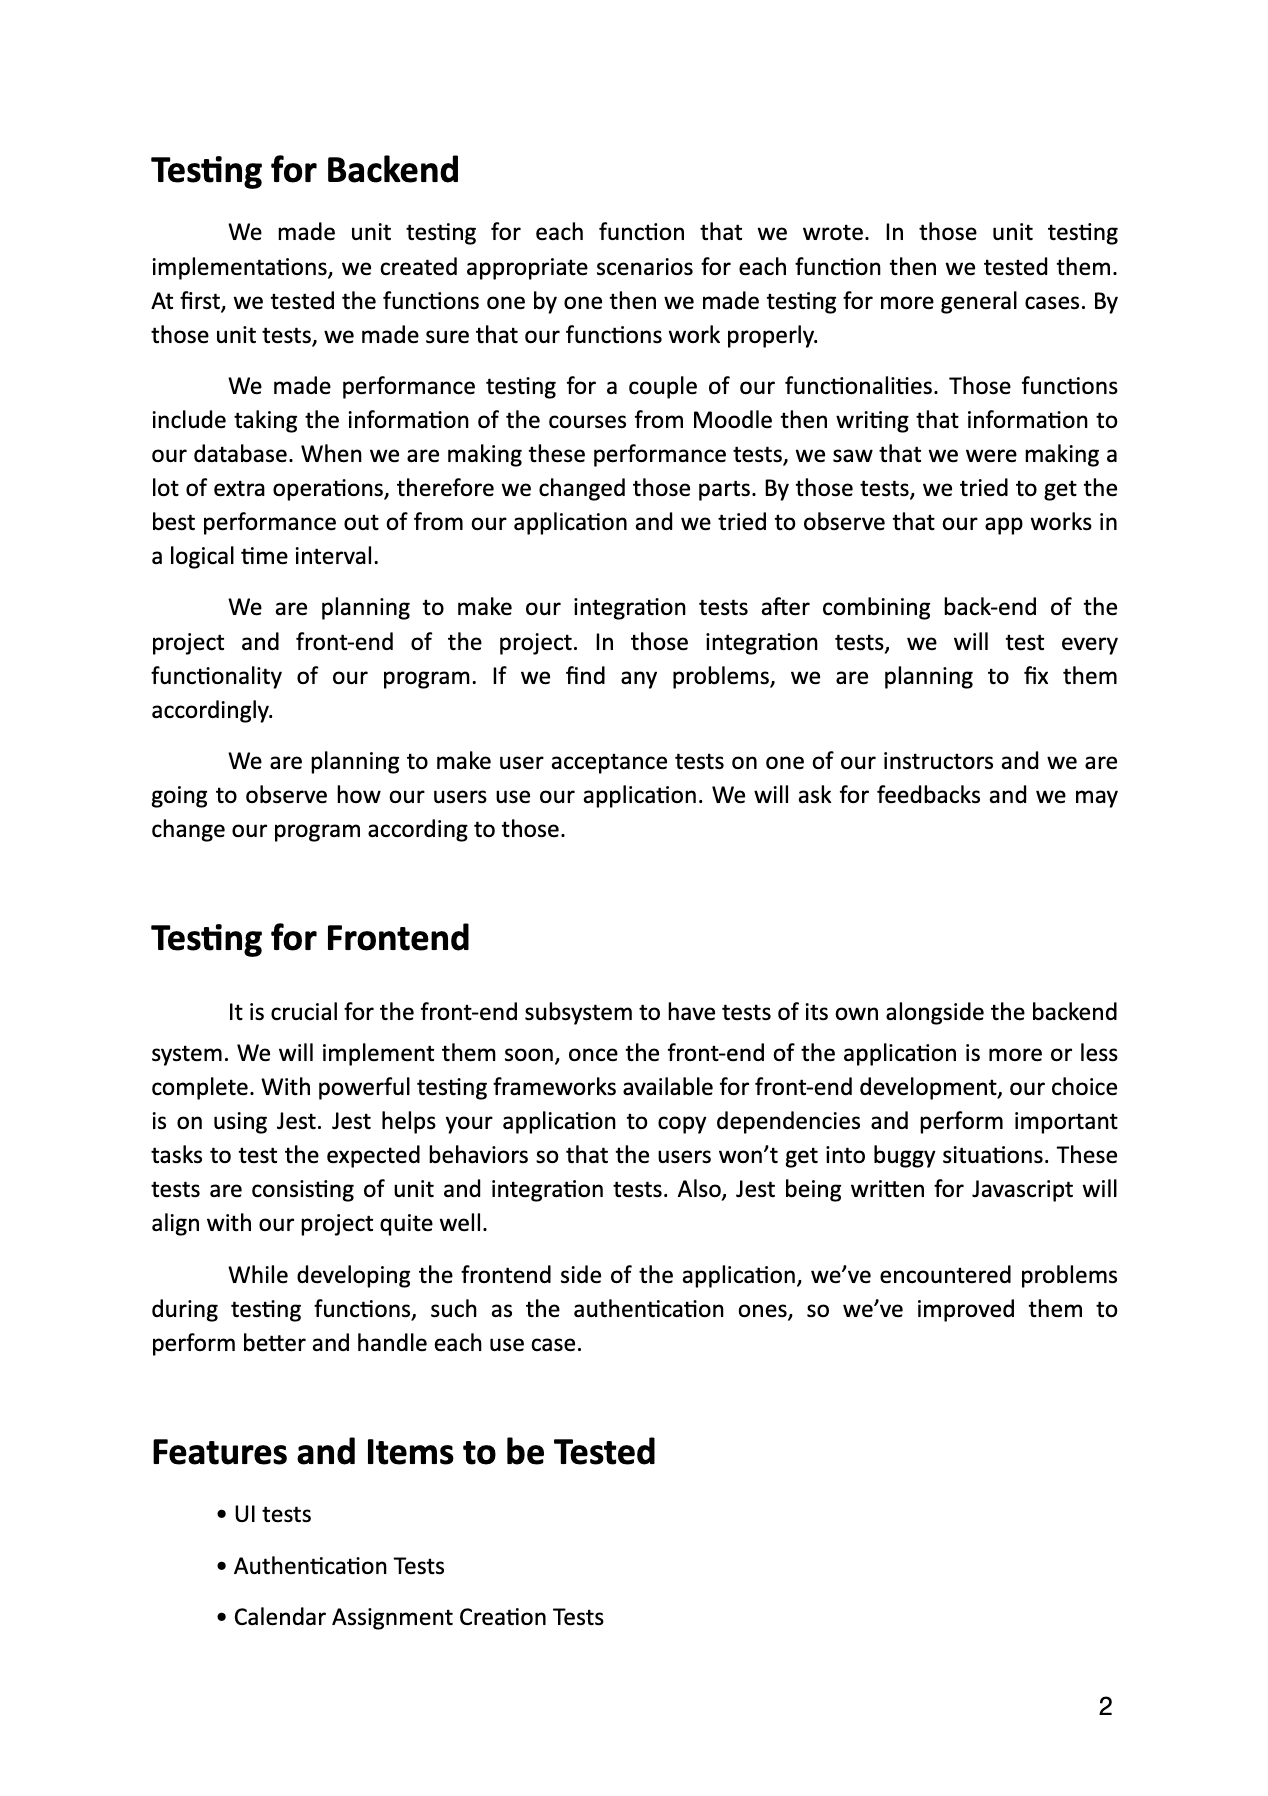 Testing for Backend
We made unit testing for each function that we wrote. In those unit testing
implementations, we created appropriate scenarios for each function then we tested them.
At first, we tested the functions one by one then we made testing for more general cases. By
those unit tests, we made sure that our functions work properly.
We made performance testing for a couple of our functionalities. Those functions
include taking the information of the courses from Moodle then writing that information to
our database. When we are making these performance tests, we saw that we were making a
lot of extra operations, therefore we changed those parts. By those tests, we tried to get the
best performance out of from our application and we tried to observe that our app works in
a logical time interval.
We are planning to make our integration tests after combining back-end of the
project and front-end of the project. In those integration tests, we will test every
functionality of our program. If we find any problems, we are planning to fix them
accordingly.
We are planning to make user acceptance tests on one of our instructors and we are
going to observe how our users use our application. We will ask for feedbacks and we may
change our program according to those.
Testing for Frontend
It is crucial for the front-end subsystem to have tests of its own alongside the backend
system. We will implement them soon, once the front-end of the application is more or less
complete. With powerful testing frameworks available for front-end development, our choice
is on using Jest. Jest helps your application to copy dependencies and perform important
tasks to test the expected behaviors so that the users won’t get into buggy situations. These
tests are consisting of unit and integration tests. Also, Jest being written for Javascript will
align with our project quite well.
While developing the frontend side of the application, we’ve encountered problems
during testing functions, such as the authentication ones, so we’ve improved them to
perform better and handle each use case.
Features and Items to be Tested
• UI tests
• Authentication Tests
• Calendar Assignment Creation Tests
2